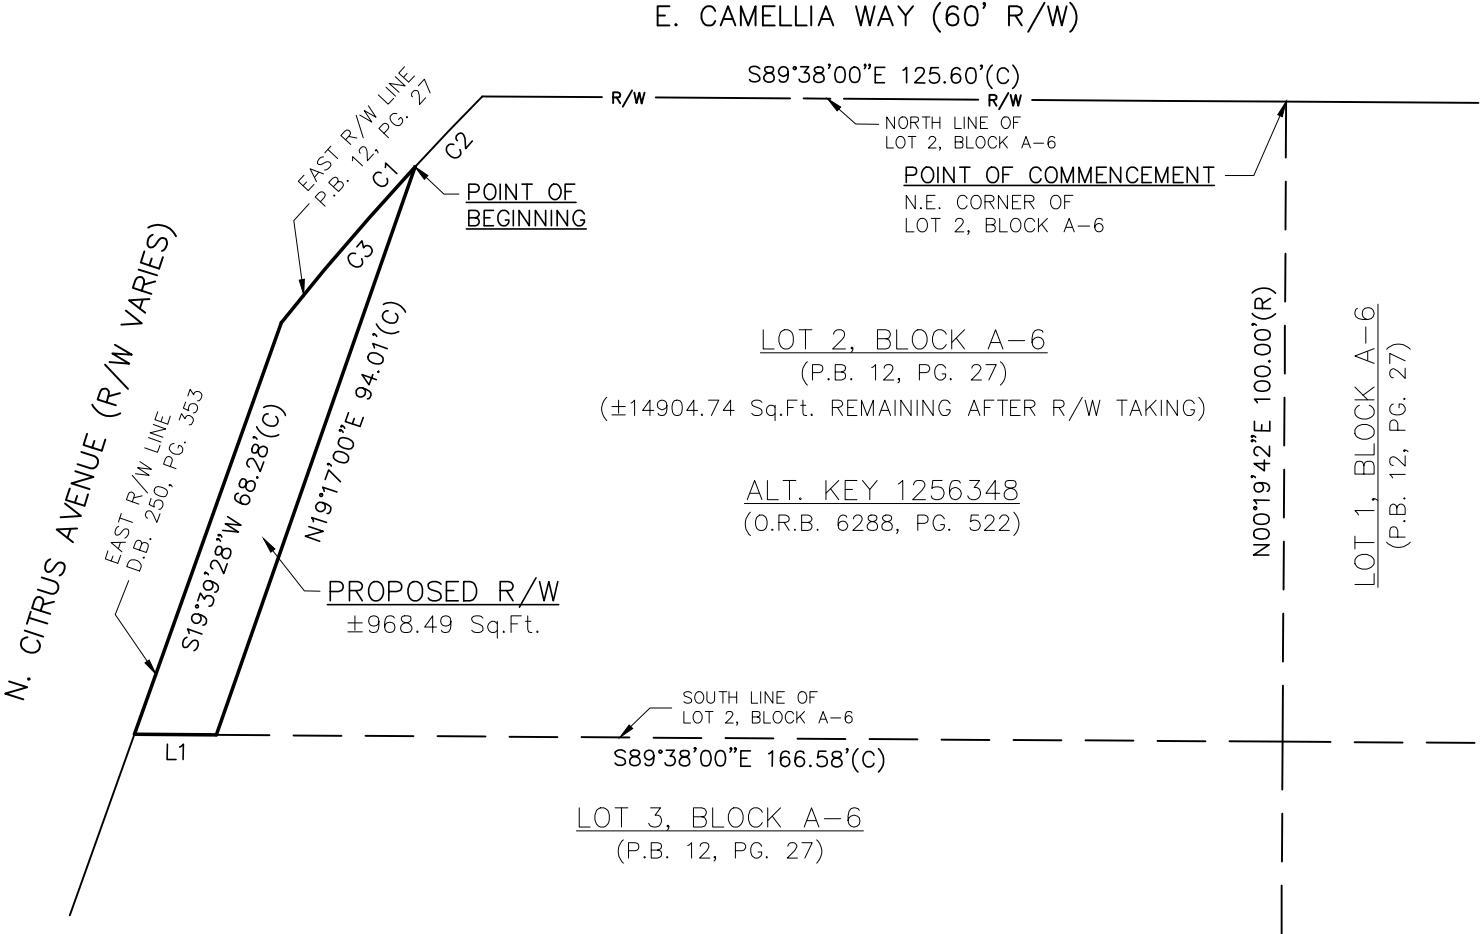 E. CAMELLIA WAY (60' R/W)
S89°38'00"E 125.60'(C)
R/W
R/W
NORTH LINE OF
LOT 2, BLOCK A-6
EAST R/W LINE
P.B. 12, PG. 27
C1
C2
C3
POINT OF
BEGINNING
POINT OF COMMENCEMENT
N.E. CORNER OF
LOT 2, BLOCK A-6
N. CITRUS AVENUE (R/W VARIES)
EAST R/W LINE
D.B. 250, PG. 353
S19°39'28"W 68.28'(C)
N19°17'00"E 94.01'(C)
LOT 2, BLOCK A-6
(P.B. 12, PG. 27)
(±14904.74 Sq.Ft. REMAINING AFTER R/W TAKING)
ALT. KEY 1256348
(O.R.B. 6288, PG. 522)
N00°19'42"E 100.00'(R)
LOT 1, BLOCK A-6
(P.B. 12, PG. 27)
PROPOSED R/W
±968.49 Sq.Ft.
SOUTH LINE OF
LOT 2, BLOCK A-6
L1
S89°38'00"E 166.58'(C)
LOT 3, BLOCK A-6
(P.B. 12, PG. 27)